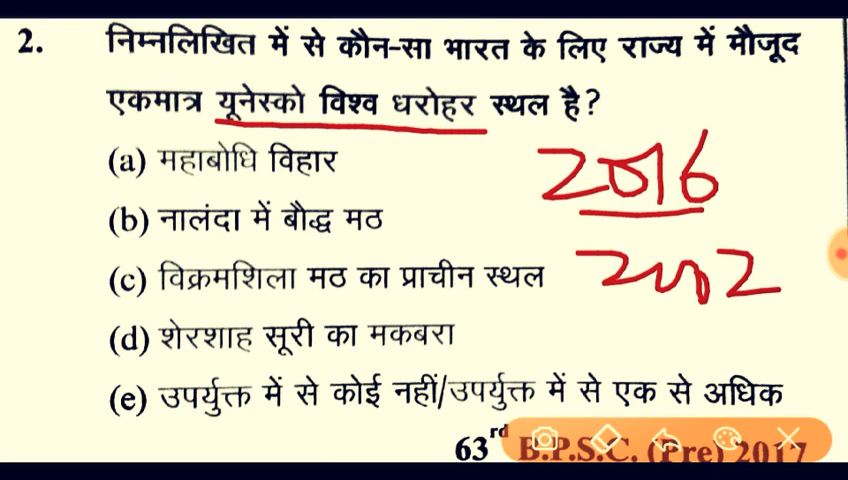 2. निम्नलिखित में से कौन-सा भारत के लिए राज्य में मौजूद
एकमात्र यूनेस्को विश्व धरोहर स्थल है?
(a) महाबोधि विहार
2016
(b) नालंदा में बौद्ध मठ
(c) विक्रमशिला मठ का प्राचीन स्थल
2002
(d) शेरशाह सूरी का मकबरा
(e) उपर्युक्त में से कोई नहीं/उपर्युक्त में से एक से अधिक
63rd B.P.S.C. (Pre) 2017